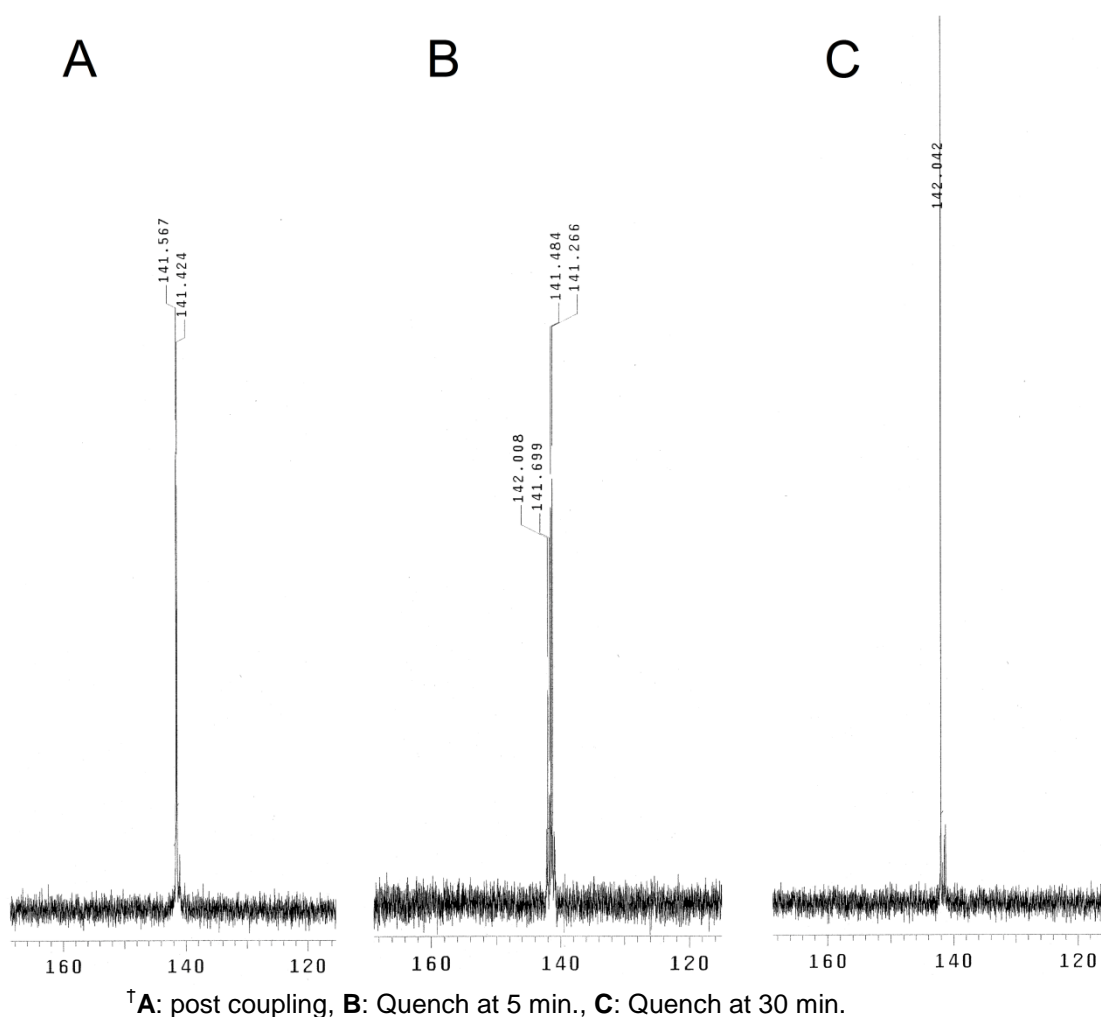 A
B
C
141.567
141.424
142.008
141.699
141.484
141.266
142.042
160 140 120
160 140 120
160 140 120
†A: post coupling, B: Quench at 5 min., C: Quench at 30 min.